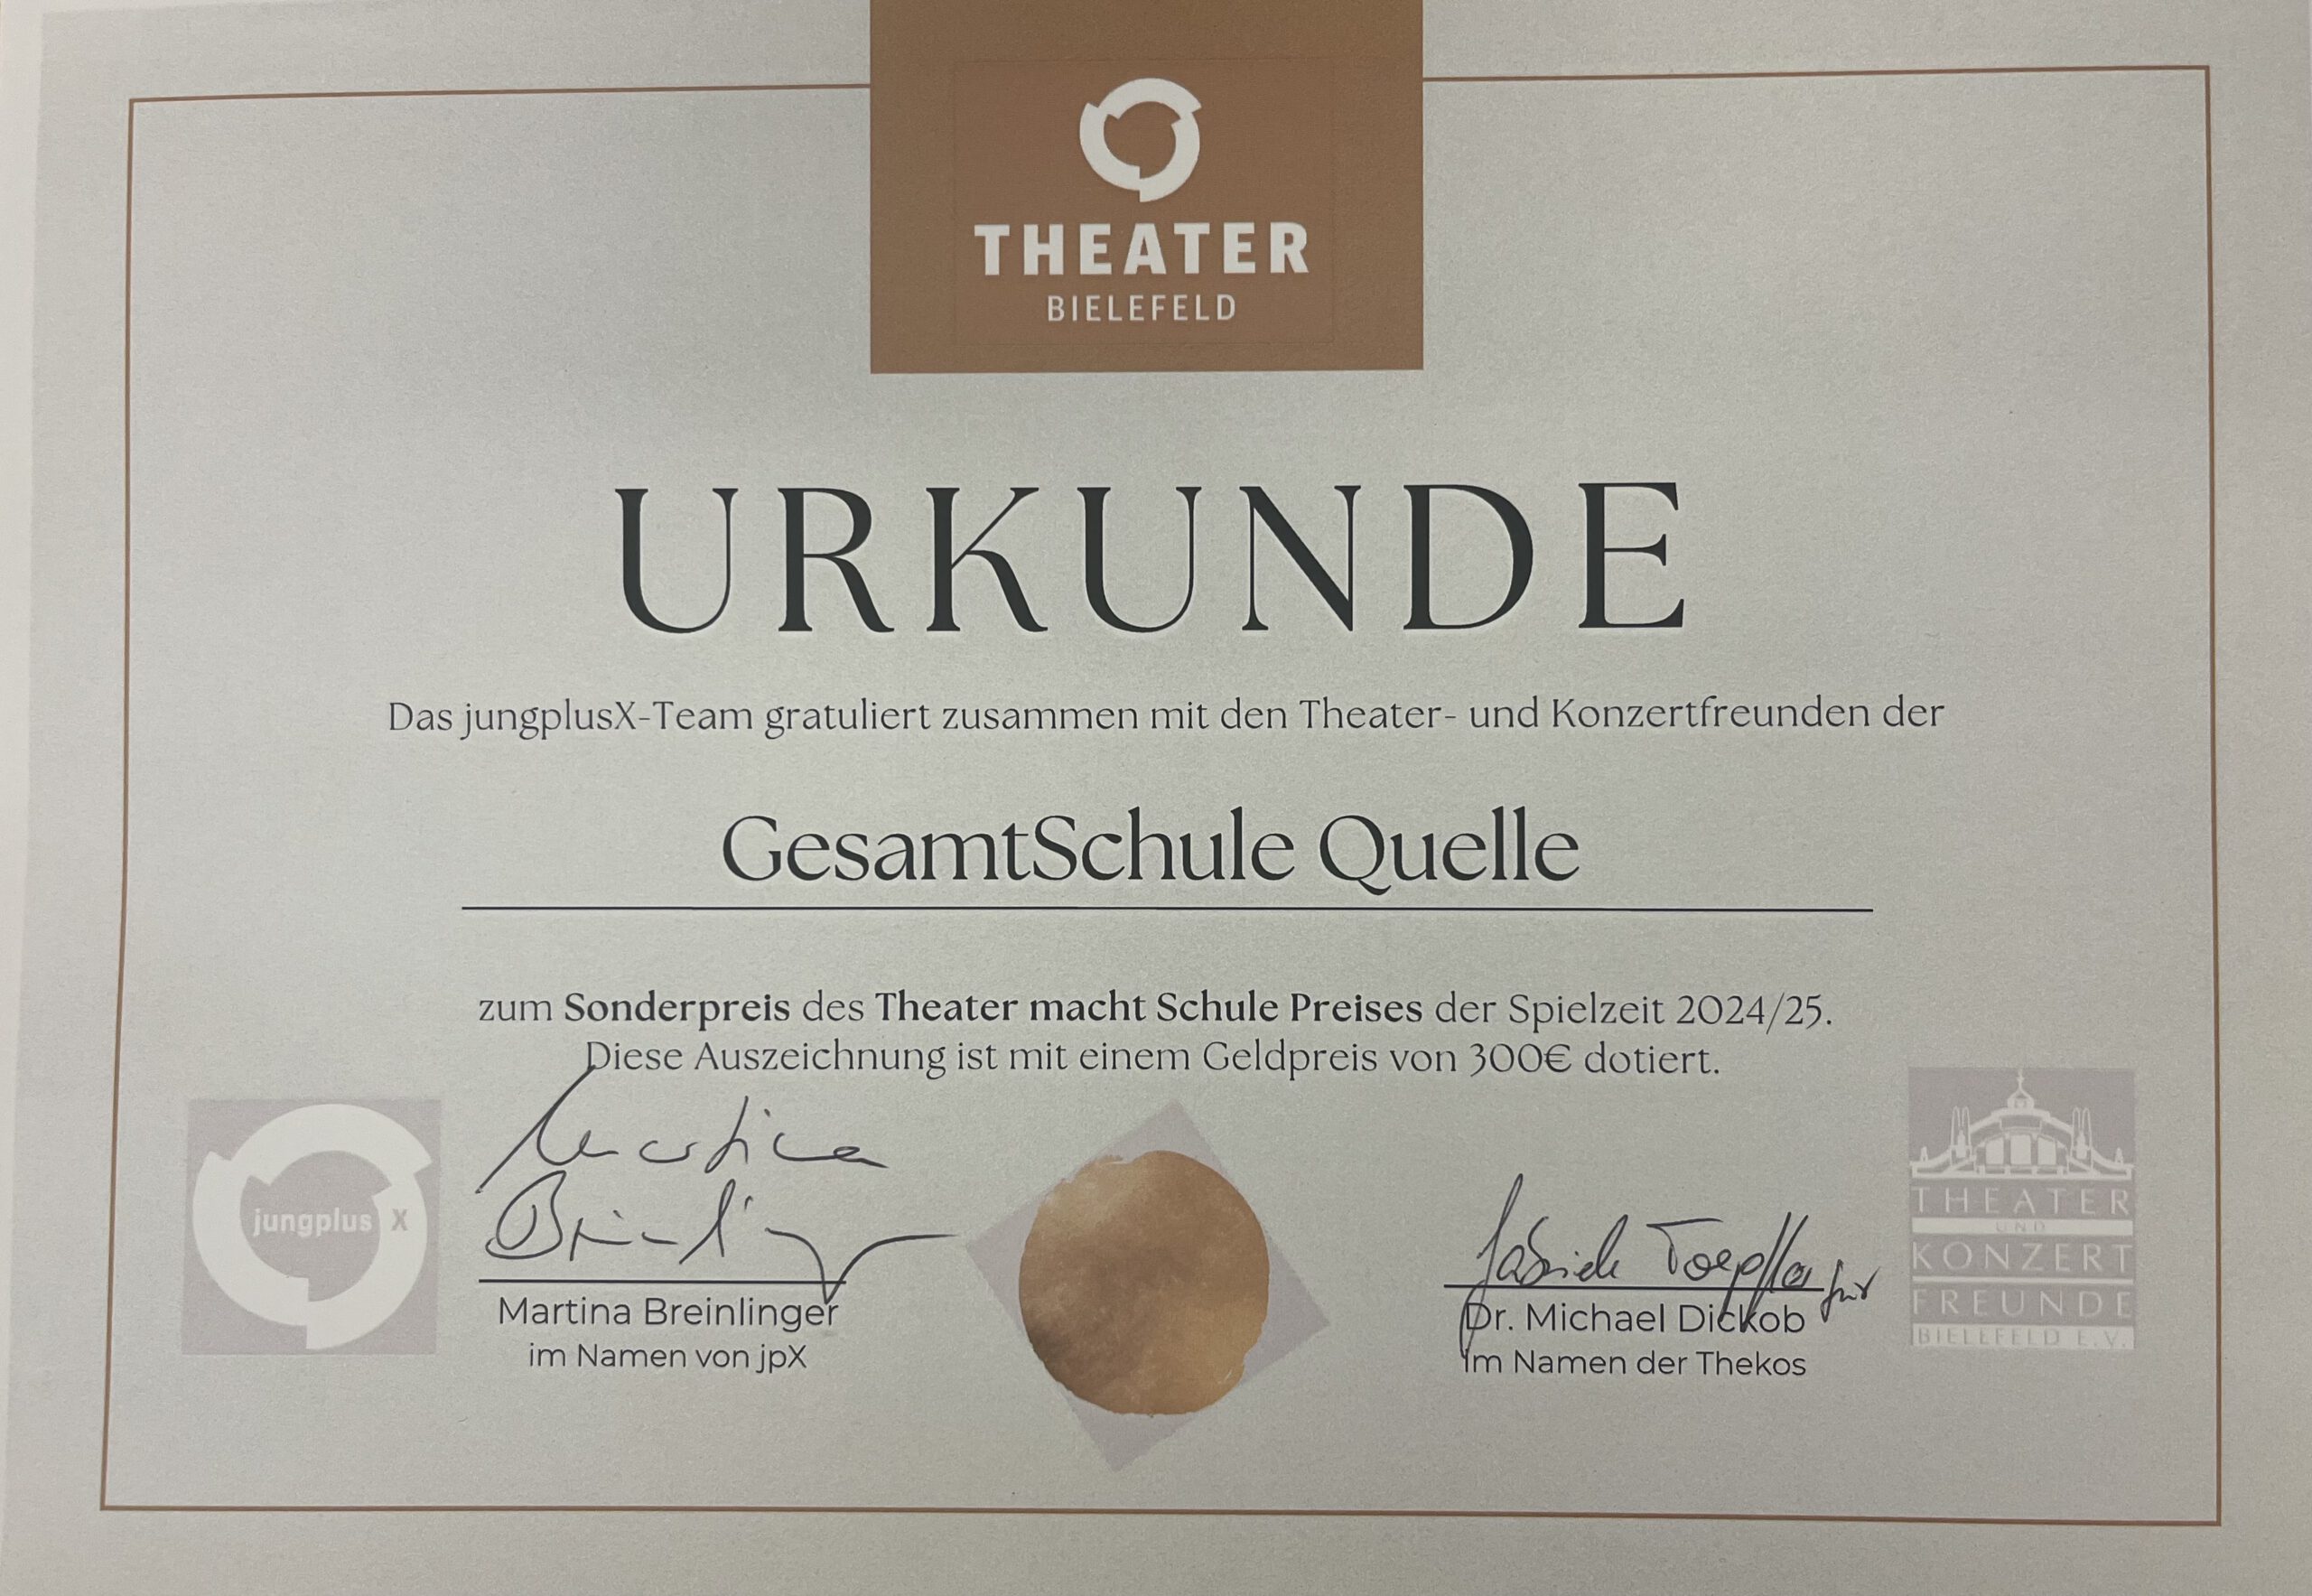 THEATER
BIELEFELD
URKUNDE
Das jungplusX-Team gratuliert zusammen mit den Theater- und Konzertfreunden der
GesamtSchule Quelle
zum Sonderpreis des Theater macht Schule Preises der Spielzeit 2024/25.
Diese Auszeichnung ist mit einem Geldpreis von 300€ dotiert.
jungplus X
Martina
Martina Breinlinger
im Namen von jpX
für
Dr. Michael Dickob
im Namen der Thekos
THEATER
UND
KONZERT
FREUNDE
BIELEFELD E.V.